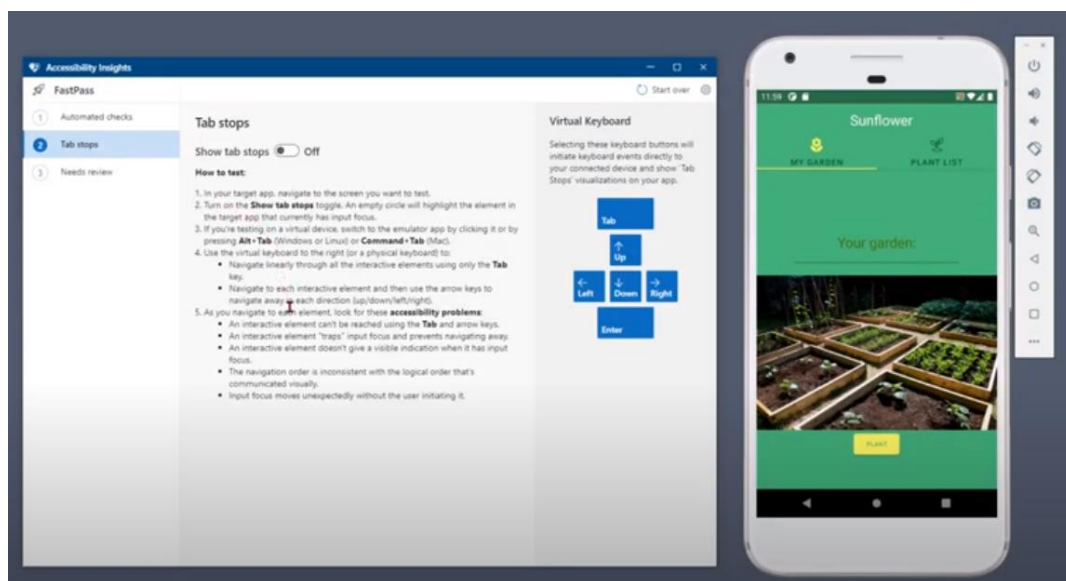 Accessibility Insights
FastPass
Start over
1 Automated checks
2 Tab stops
3 Needs review
Tab stops
Show tab stops Off
How to test:
1. In your target app, navigate to the screen you want to test.
2. Turn on the Show tab stops toggle. An empty circle will highlight the element in
the target app that currently has input focus.
3. If you're testing on a virtual device, switch to the emulator app by clicking it or by
pressing Alt+Tab (Windows or Linux) or Command+Tab (Mac).
4. Use the virtual keyboard to the right (or a physical keyboard) to:
• Navigate linearly through all the interactive elements using only the Tab
key.
• Navigate to each interactive element and then use the arrow keys to
navigate away in each direction (up/down/left/right).
5. As you navigate to each element, look for these accessibility problems:
• An interactive element can't be reached using the Tab and arrow keys.
• An interactive element "traps" input focus and prevents navigating away.
• An interactive element doesn't give a visible indication when it has input
focus.
• The navigation order is inconsistent with the logical order that's
communicated visually.
• Input focus moves unexpectedly without the user initiating it.
Virtual Keyboard
Selecting these keyboard buttons will
initiate keyboard events directly to
your connected device and show 'Tab
Stops' visualizations on your app.
Tab
Up
Left Down Right
Enter
11:59
Sunflower
MY GARDEN PLANT LIST
Your garden:
PLANT